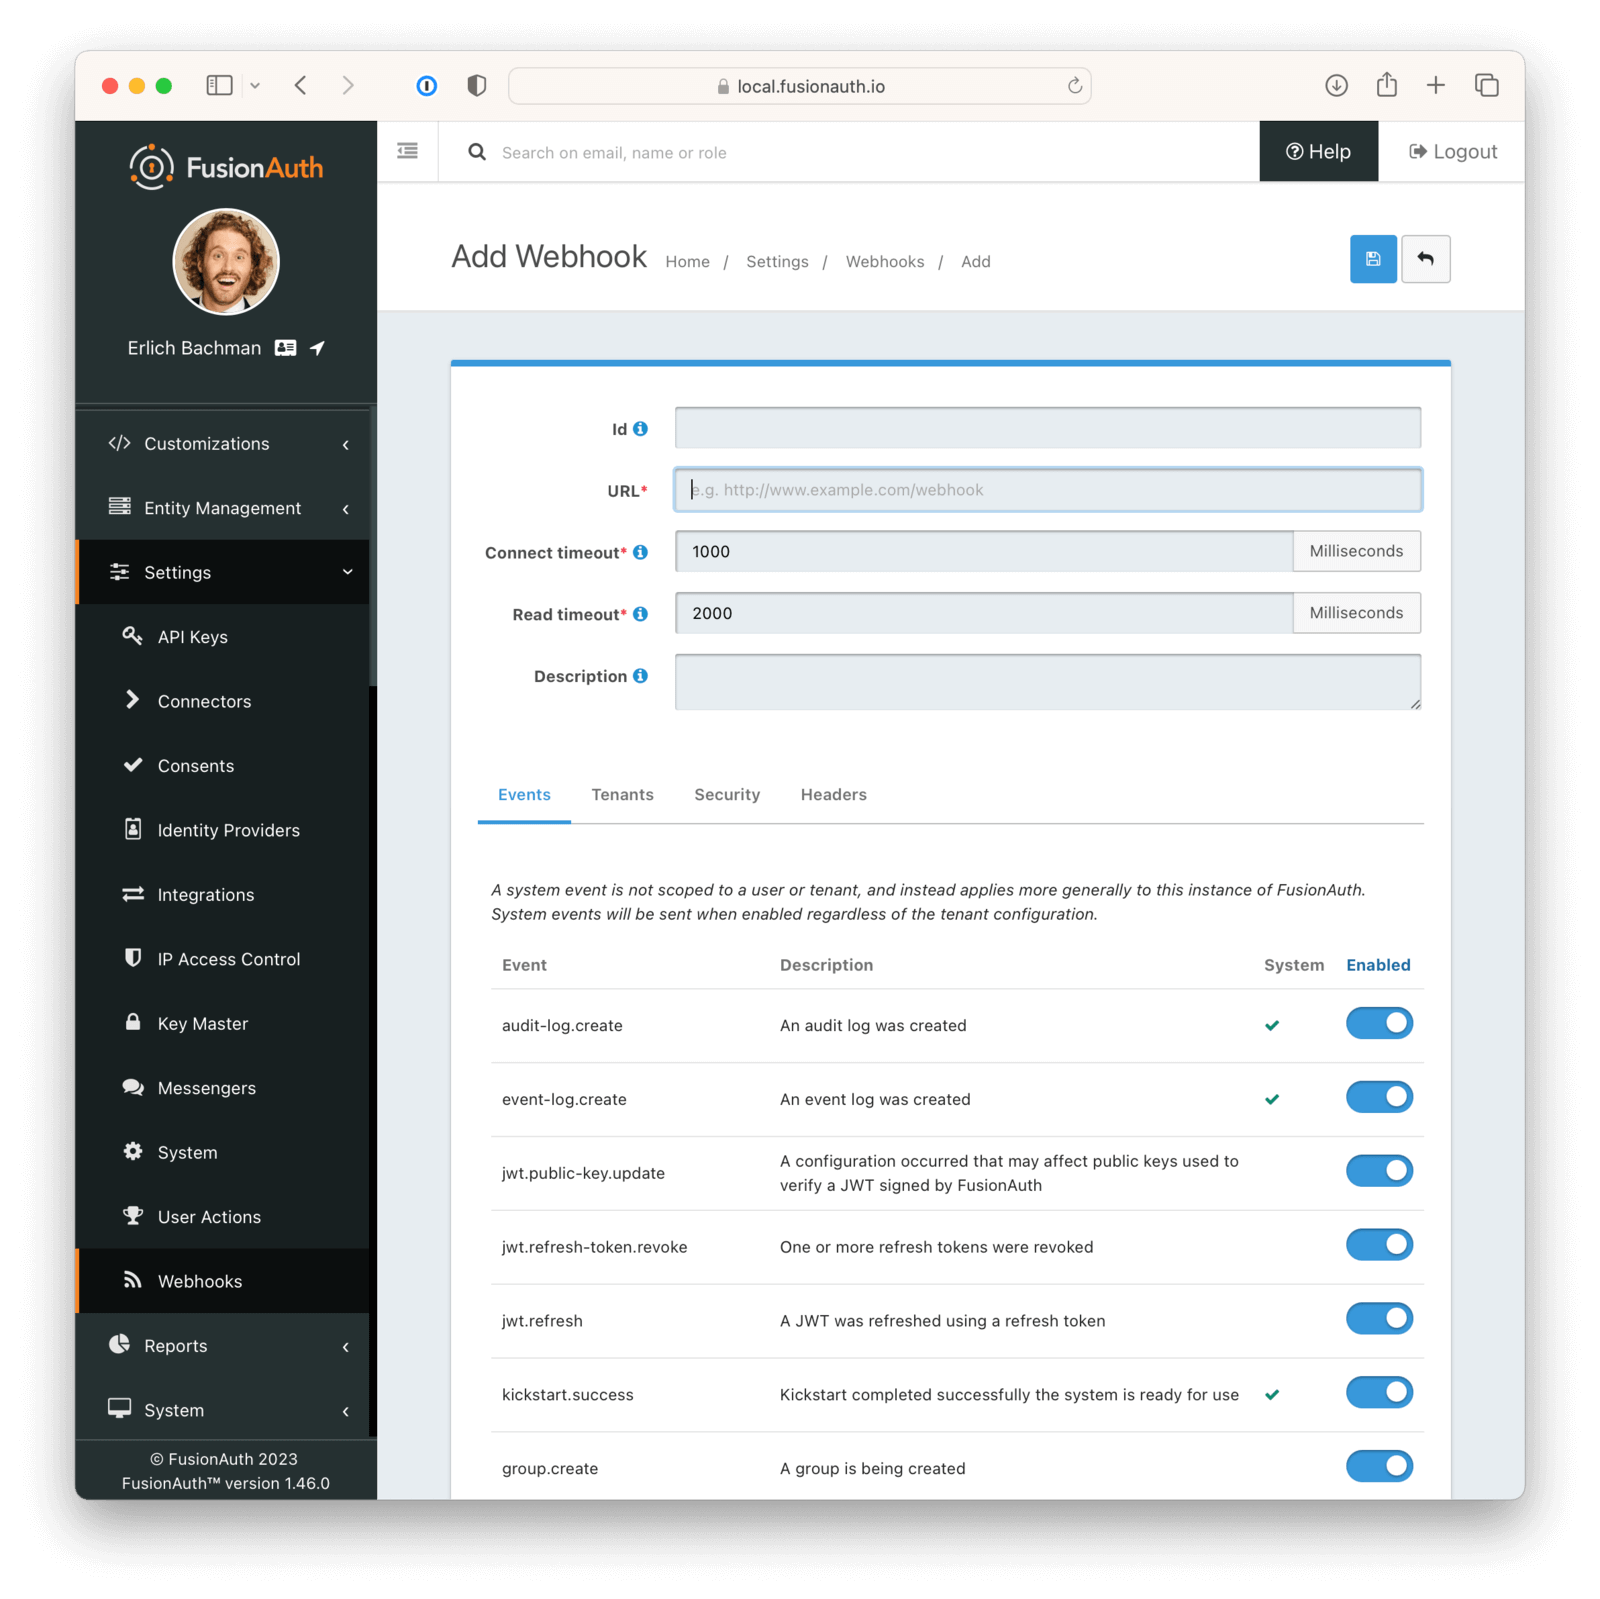 local.fusionauth.io
FusionAuth
Search on email, name or role
Help
Logout
Add Webhook
Home / Settings / Webhooks / Add
Erlich Bachman
Customizations
Entity Management
Settings
API Keys
Connectors
Consents
Identity Providers
Integrations
IP Access Control
Key Master
Messengers
System
User Actions
Webhooks
Reports
System
© FusionAuth 2023
FusionAuth™ version 1.46.0
Id
URL*
e.g. http://www.example.com/webhook
Connect timeout* 1000 Milliseconds
Read timeout* 2000 Milliseconds
Description
Events Tenants Security Headers
A system event is not scoped to a user or tenant, and instead applies more generally to this instance of FusionAuth.
System events will be sent when enabled regardless of the tenant configuration.
Event Description System Enabled
audit-log.create An audit log was created
event-log.create An event log was created
jwt.public-key.update A configuration occurred that may affect public keys used to
verify a JWT signed by FusionAuth
jwt.refresh-token.revoke One or more refresh tokens were revoked
jwt.refresh A JWT was refreshed using a refresh token
kickstart.success Kickstart completed successfully the system is ready for use
group.create A group is being created